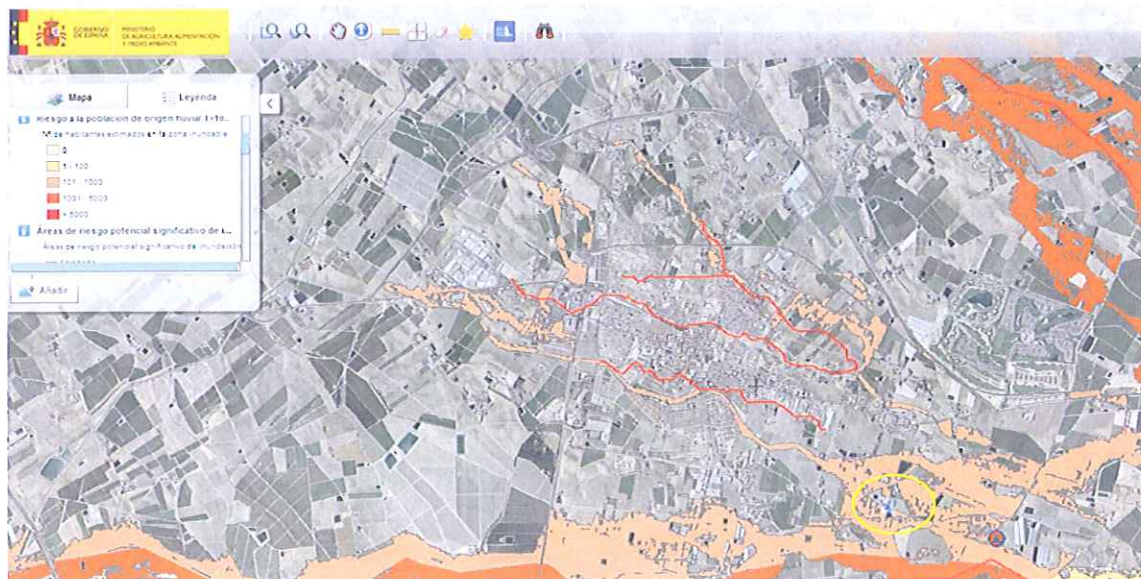 GOBIERNO
DE ESPAÑA
MINISTERIO
DE AGRICULTURA, ALIMENTACIÓN
Y MEDIO AMBIENTE
Mapa
Leyenda
Riesgo a la población de origen fluvial T=10...
Nº de habitantes estimados en la zona inundable
0
1 - 100
101 - 1000
1001 - 5000
> 5000
Áreas de riesgo potencial significativo de i...
Áreas de riesgo potencial significativo de inundación
Añadir